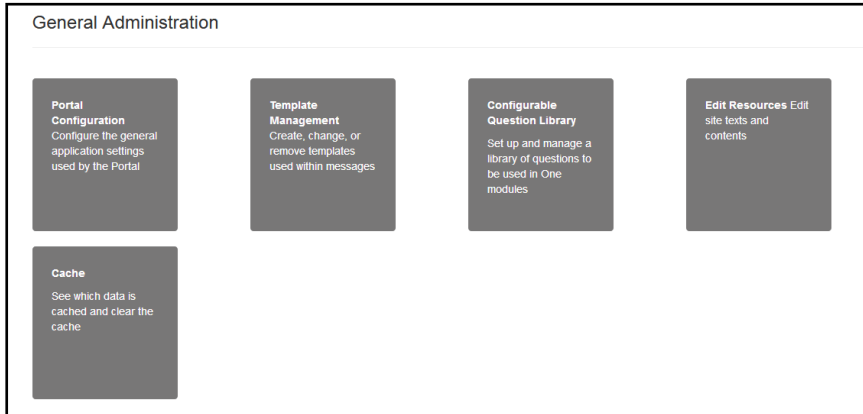 General Administration
Portal
Configuration
Configure the general
application settings
used by the Portal
Template
Management
Create, change, or
remove templates
used within messages
Configurable
Question Library
Set up and manage a
library of questions to
be used in One
modules
Edit Resources Edit
site texts and
contents
Cache
See which data is
cached and clear the
cache